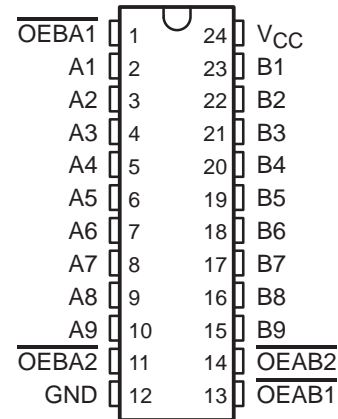 OEBA1 1 24 VCC
A1 2 23 B1
A2 3 22 B2
A3 4 21 B3
A4 5 20 B4
A5 6 19 B5
A6 7 18 B6
A7 8 17 B7
A8 9 16 B8
A9 10 15 B9
OEBA2 11 14 OEAB2
GND 12 13 OEAB1